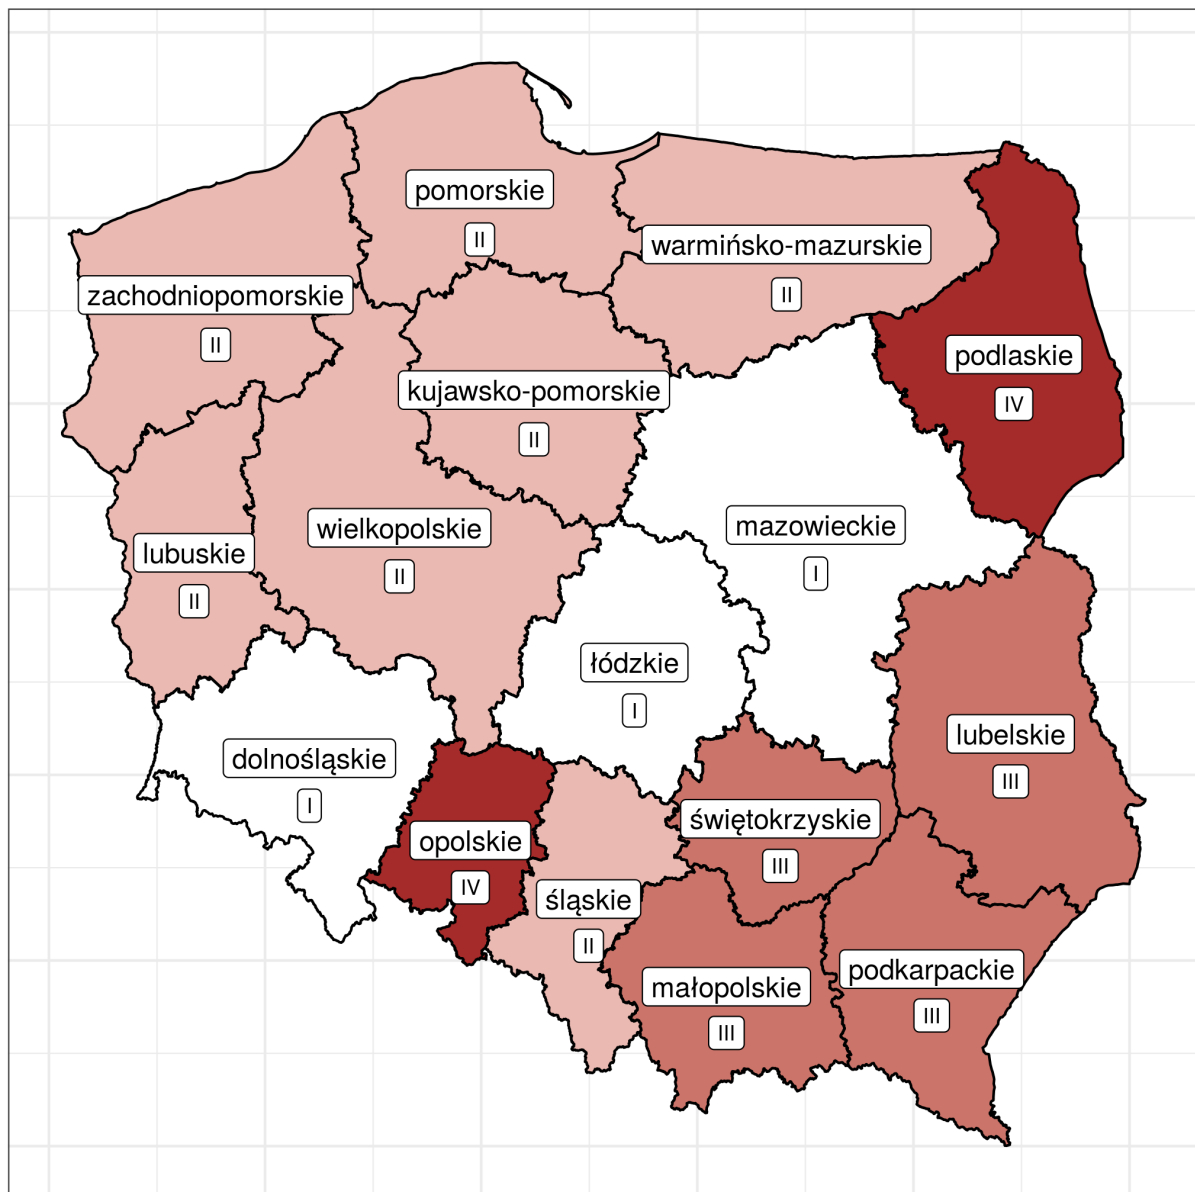 pomorskie
II
warmińsko-mazurskie
II
zachodniopomorskie
II
podlaskie
IV
kujawsko-pomorskie
II
wielkopolskie
II
mazowieckie
I
lubuskie
II
łódzkie
I
lubelskie
III
dolnośląskie
I
świętokrzyskie
III
opolskie
IV
śląskie
II
podkarpackie
III
małopolskie
III